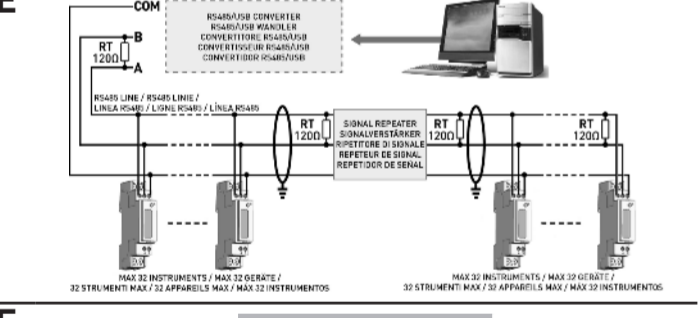 E
COM
B
RT
120Ω
A
RS485/USB CONVERTER
RS485/USB WANDLER
CONVERTITORE RS485/USB
CONVERTISSEUR RS485/USB
CONVERTIDOR RS485/USB
RS485 LINE / RS485 LINIE /
LINEA RS485 / LIGNE RS485 / LÍNEA RS485
RT
120Ω
SIGNAL REPEATER
SIGNALVERSTÄRKER
RIPETITORE DI SIGNALE
REPETEUR DE SIGNAL
REPETIDOR DE SEÑAL
RT
120Ω
RT
120Ω
MAX 32 INSTRUMENTS / MAX 32 GERÄTE /
32 STRUMENTI MAX / 32 APPAREILS MAX / MÁX 32 INSTRUMENTOS
MAX 32 INSTRUMENTS / MAX 32 GERÄTE /
32 STRUMENTI MAX / 32 APPAREILS MAX / MÁX 32 INSTRUMENTOS